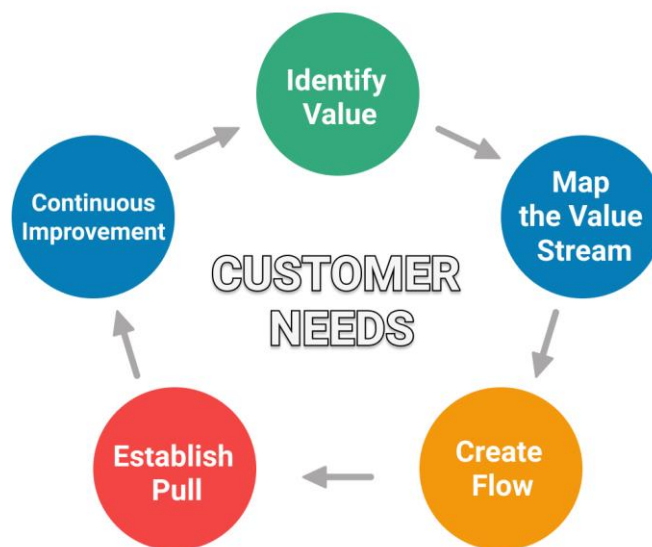 Identify
Value
Map
the Value
Stream
Create
Flow
Establish
Pull
Continuous
Improvement
CUSTOMER
NEEDS